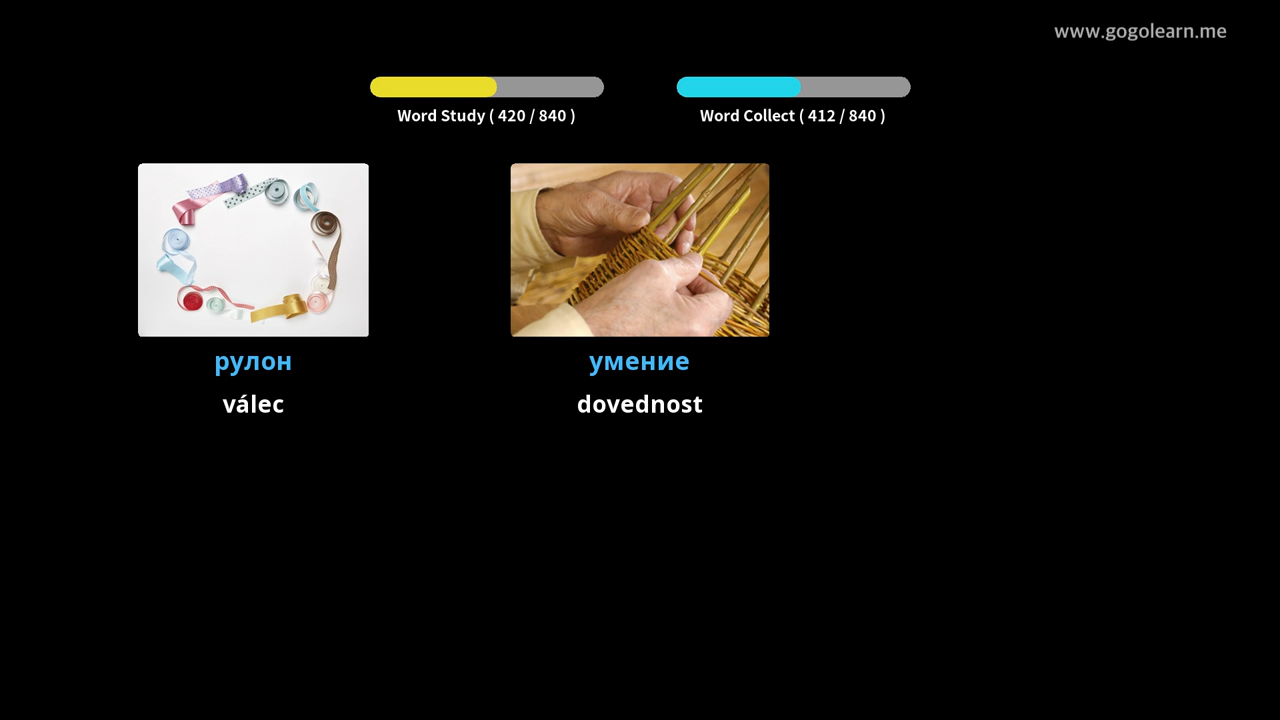 www.gogolearn.me
Word Study ( 420 / 840 )
Word Collect ( 412 / 840 )
рулон
válec
умение
dovednost